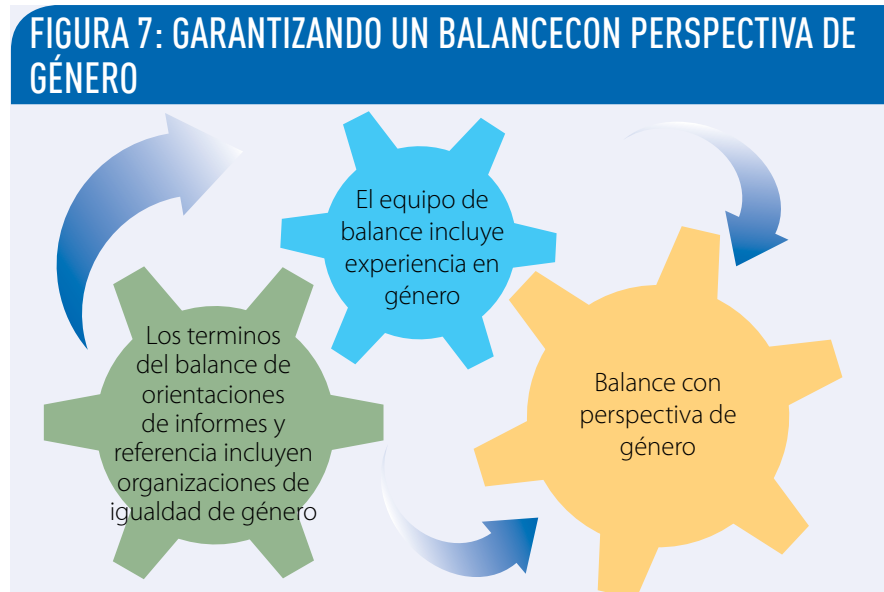 FIGURA 7: GARANTIZANDO UN BALANCECON PERSPECTIVA DE
GÉNERO
El equipo de
balance incluye
experiencia en
género
Los terminos
del balance de
orientaciones
de informes y
referencia incluyen
organizaciones de
igualdad de género
Balance con
perspectiva de
género